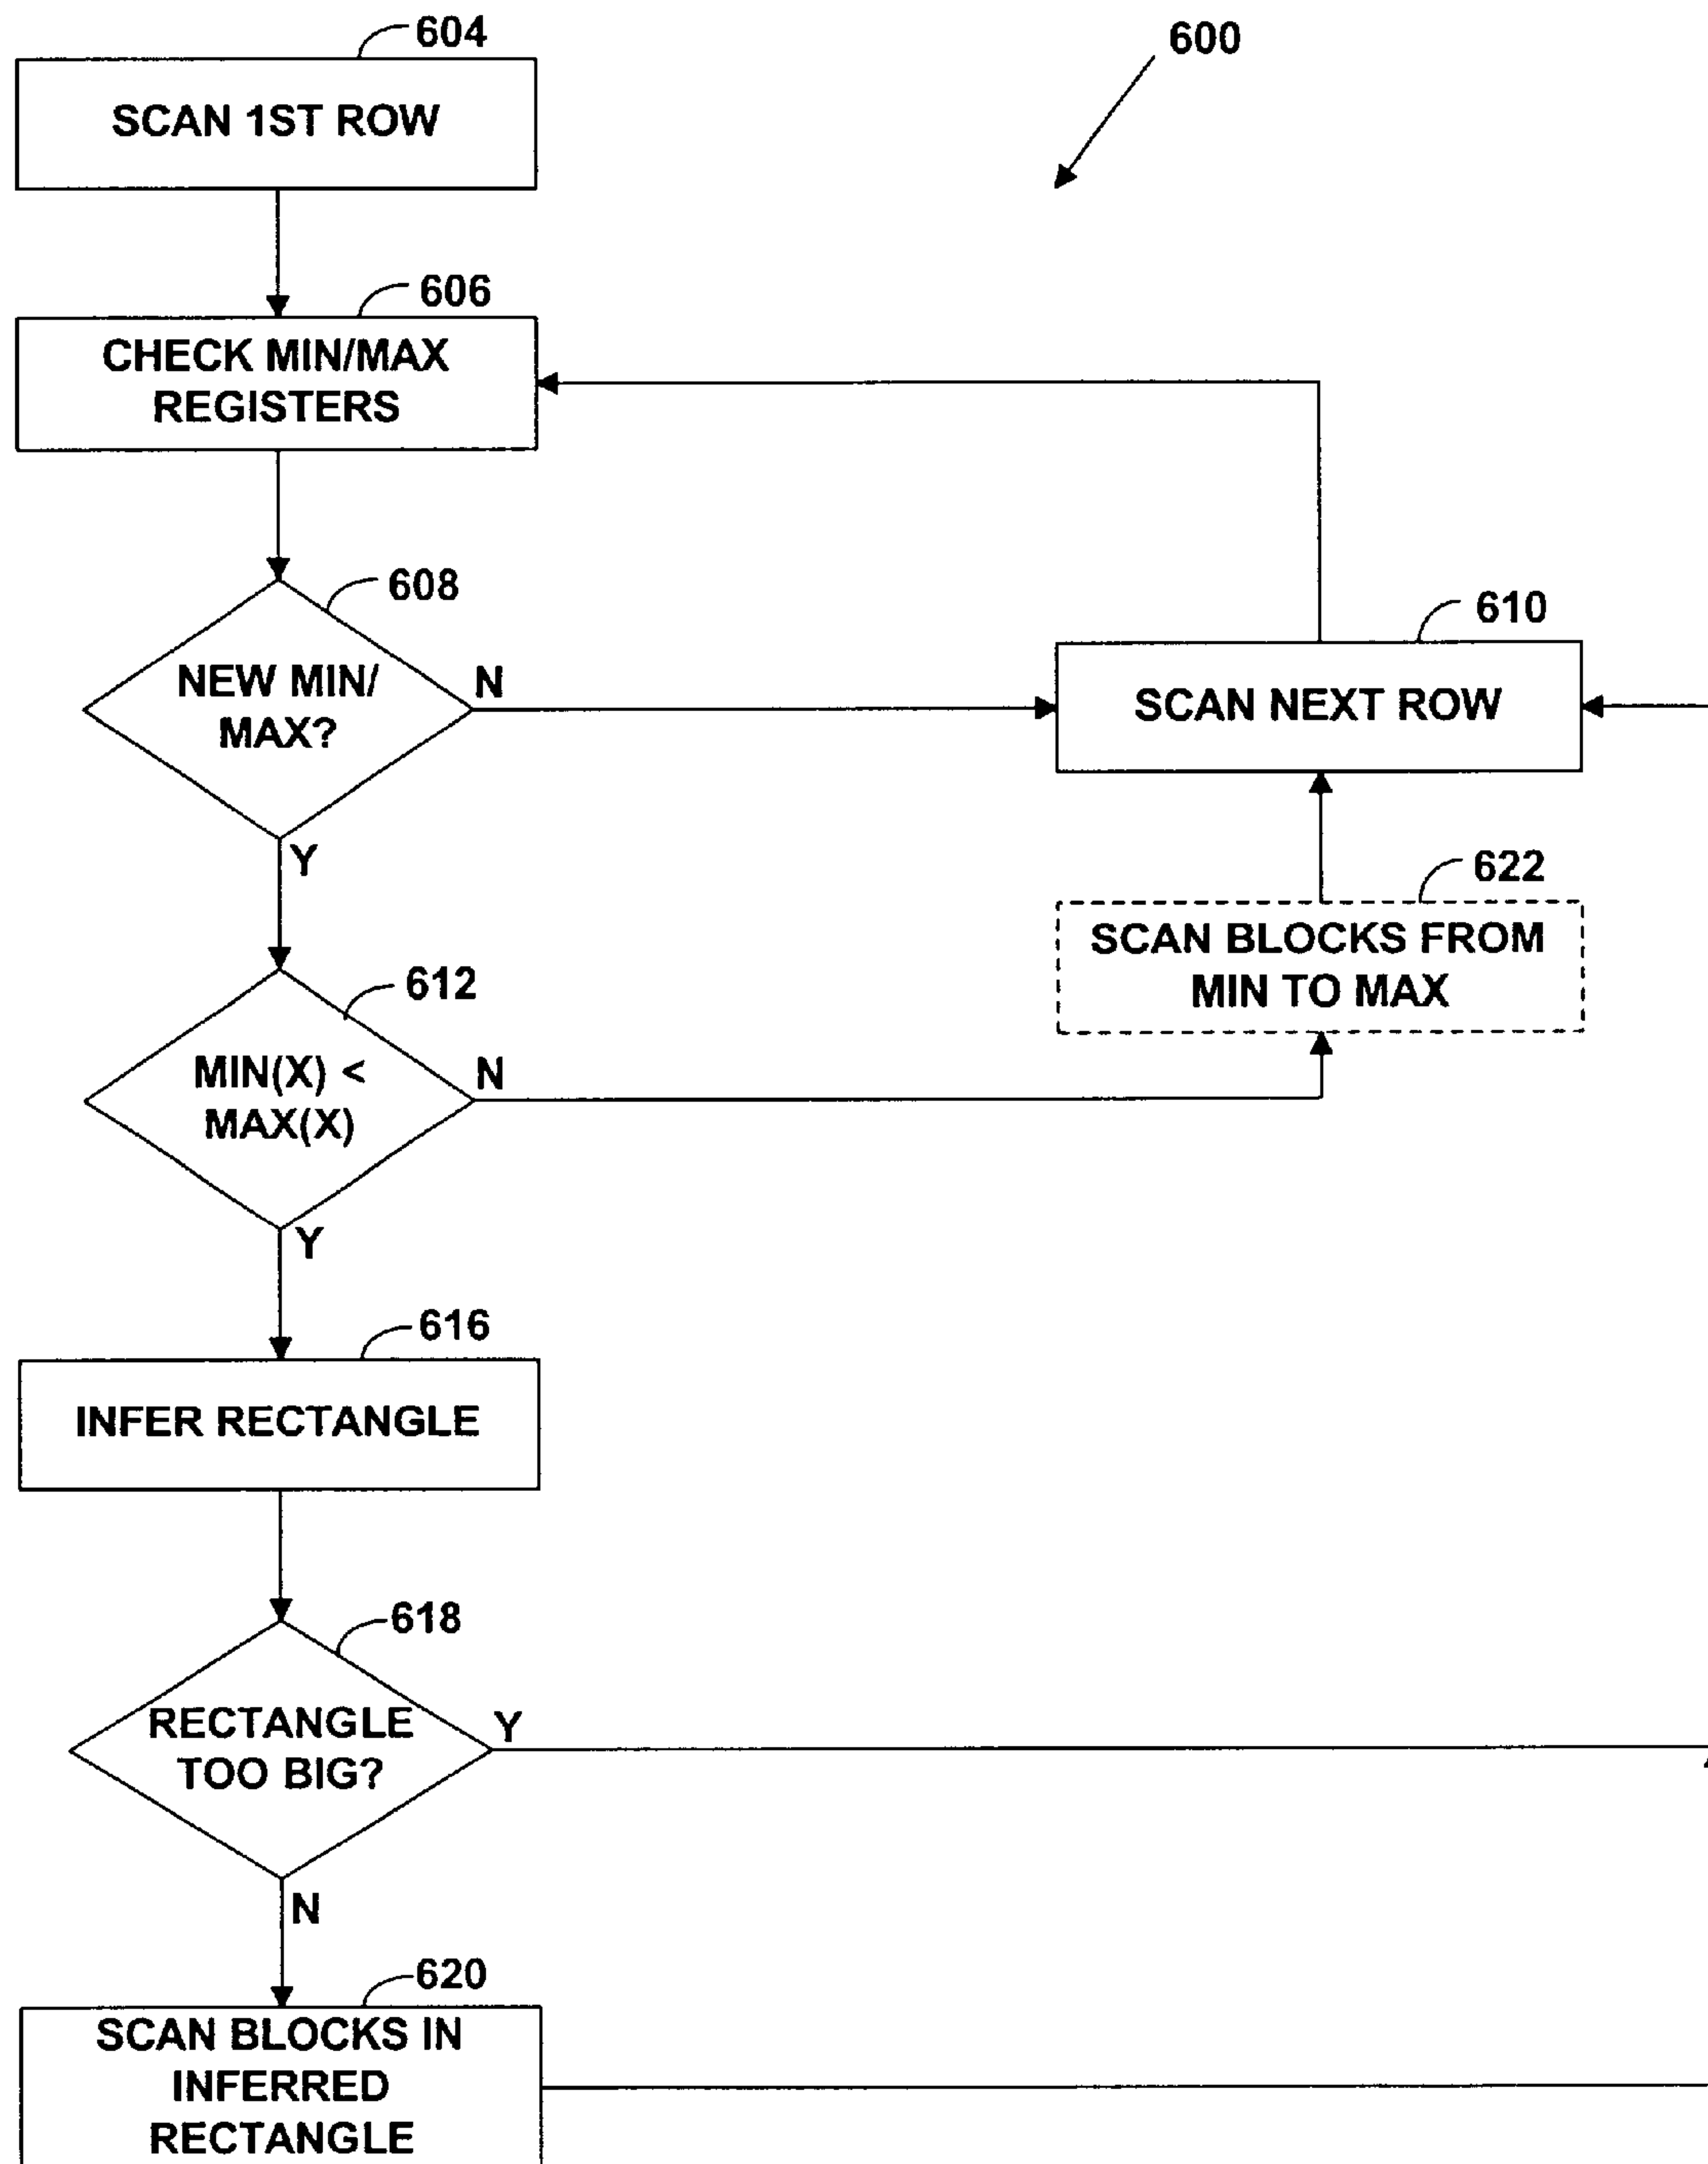 604
600
SCAN 1ST ROW
606
CHECK MIN/MAX
REGISTERS
608
NEW MIN/
MAX?
N
Y
610
SCAN NEXT ROW
622
SCAN BLOCKS FROM
MIN TO MAX
612
MIN(X) <
MAX(X)
N
Y
616
INFER RECTANGLE
618
RECTANGLE
TOO BIG?
Y
N
620
SCAN BLOCKS IN
INFERRED
RECTANGLE